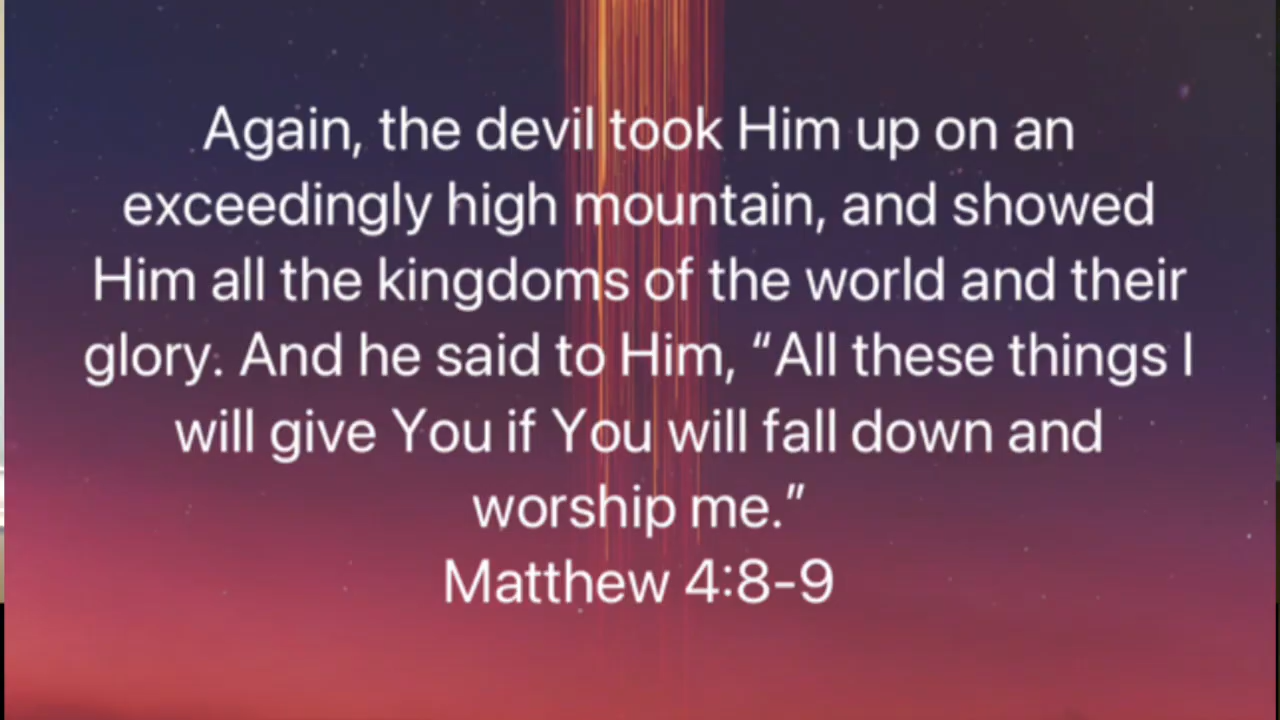 Again, the devil took Him up on an
exceedingly high mountain, and showed
Him all the kingdoms of the world and their
glory. And he said to Him, “All these things I
will give You if You will fall down and
worship me.”
Matthew 4:8-9